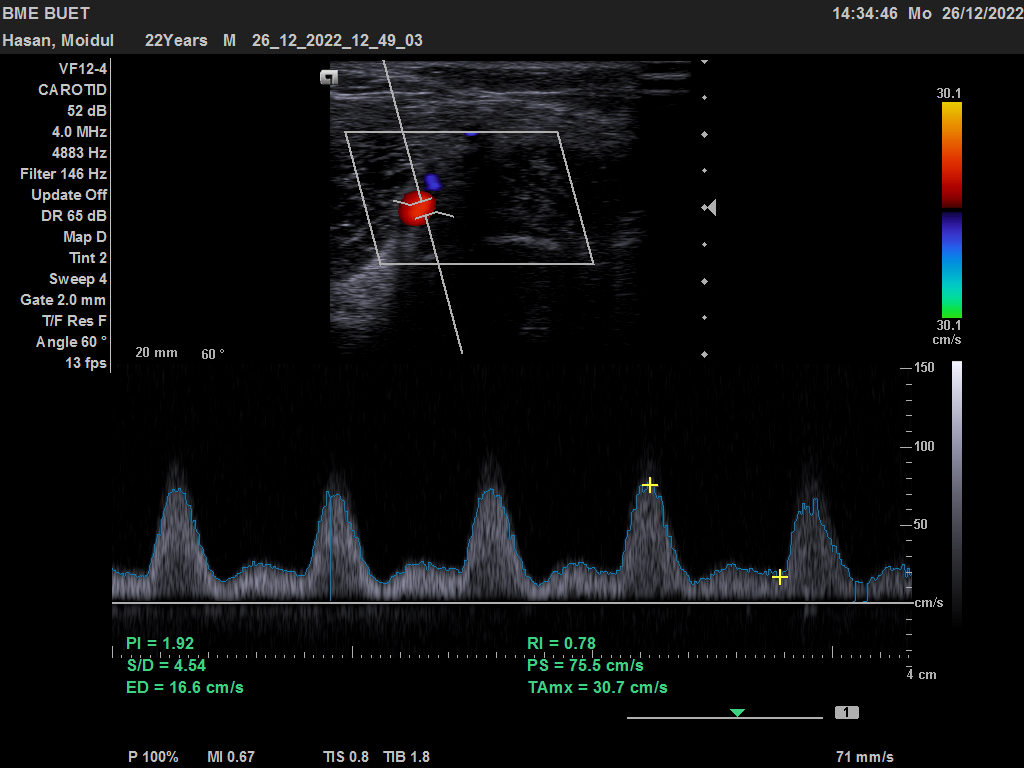 BME BUET 14:34:46 Mo 26/12/2022
Hasan, Moidul 22Years M 26_12_2022_12_49_03
VF12-4
CAROTID
52 dB
4.0 MHz
4883 Hz
Filter 146 Hz
Update Off
DR 65 dB
Map D
Tint 2
Sweep 4
Gate 2.0 mm
T/F Res F
Angle 60 °
13 fps
20 mm 60 °
30.1
30.1
cm/s
150
100
50
cm/s
4 cm
PI = 1.92 RI = 0.78
S/D = 4.54 PS = 75.5 cm/s
ED = 16.6 cm/s TAmx = 30.7 cm/s
1
P 100% MI 0.67 TIS 0.8 TIB 1.8 71 mm/s